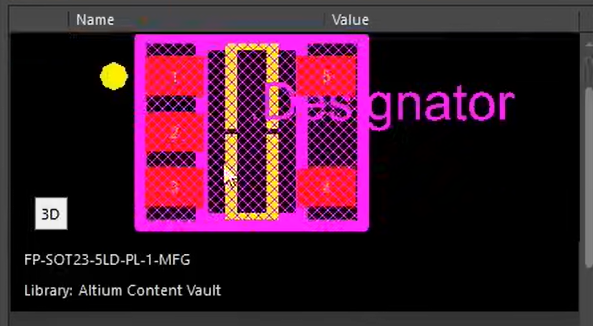 Name Value
1 5
Designator
2
3 4
3D
FP-SOT23-5LD-PL-1-MFG
Library: Altium Content Vault